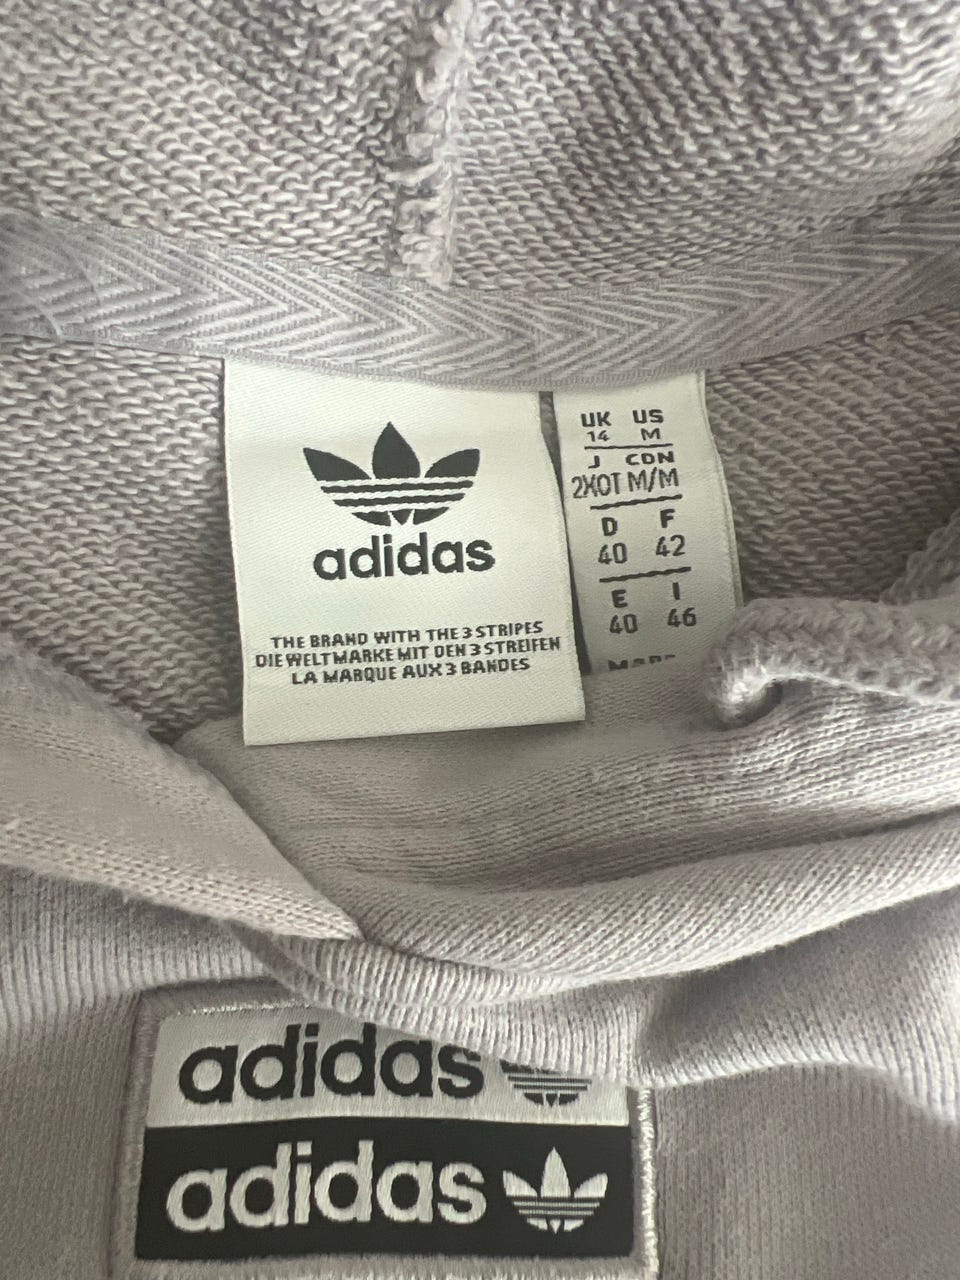 adidas
THE BRAND WITH THE 3 STRIPES
DIE WELTMARKE MIT DEN 3 STREIFEN
LA MARQUE AUX 3 BANDES
UK US
14 M
J CDN
2XOT M/M
D F
40 42
E I
40 46
adidas
adidas